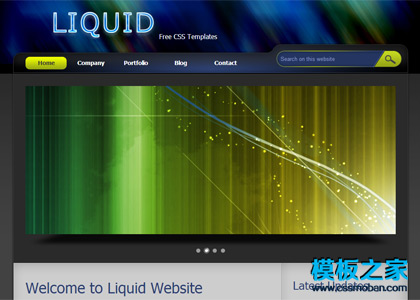 LIQUID
Free CSS Templates
Home Company Portfolio Blog Contact
Search on this website
Welcome to Liquid Website
Latest Updates
模板之家
www.cssmoban.com